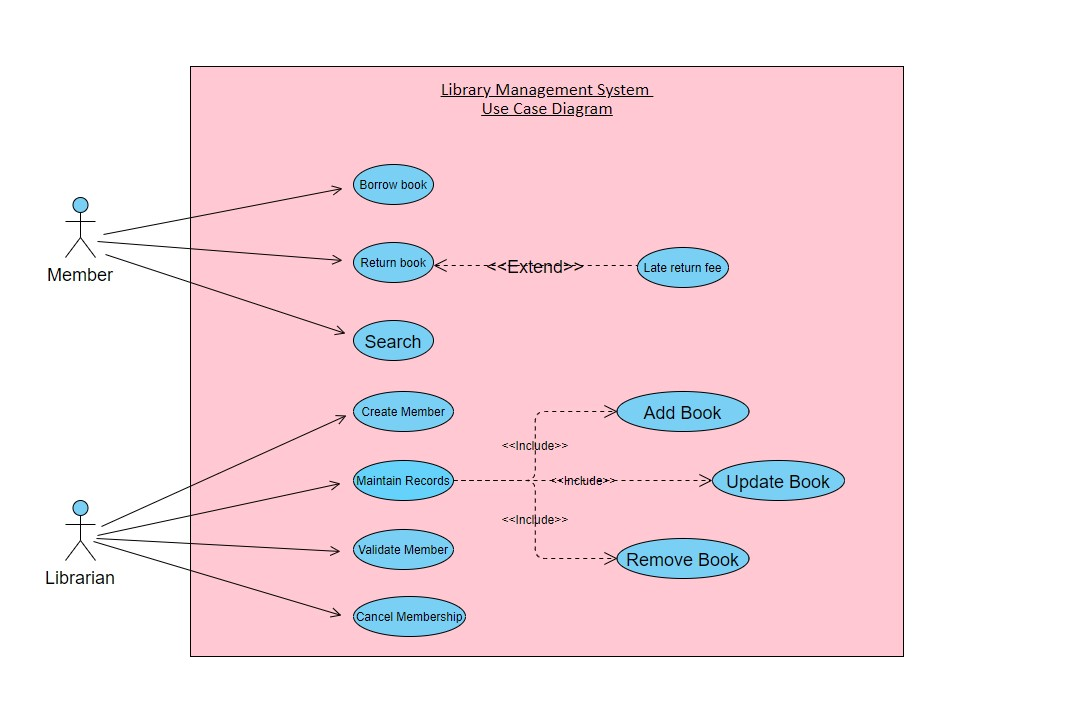 Library Management System
Use Case Diagram
Borrow book
Member
Return book
<<Extend>>
Late return fee
Search
Create Member
Add Book
<<Include>>
Maintain Records
<<Include>>
Update Book
<<Include>>
Validate Member
Remove Book
Librarian
Cancel Membership